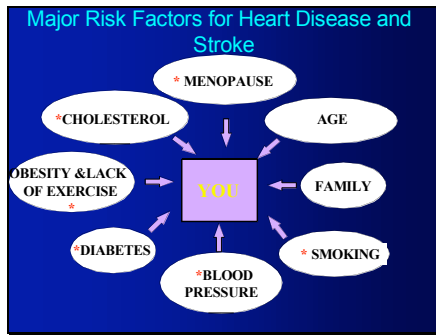 Major Risk Factors for Heart Disease and
Stroke
* MENOPAUSE
*CHOLESTEROL
AGE
OBESITY &LACK
OF EXERCISE
*
YOU
FAMILY
*DIABETES
* SMOKING
*BLOOD
PRESSURE